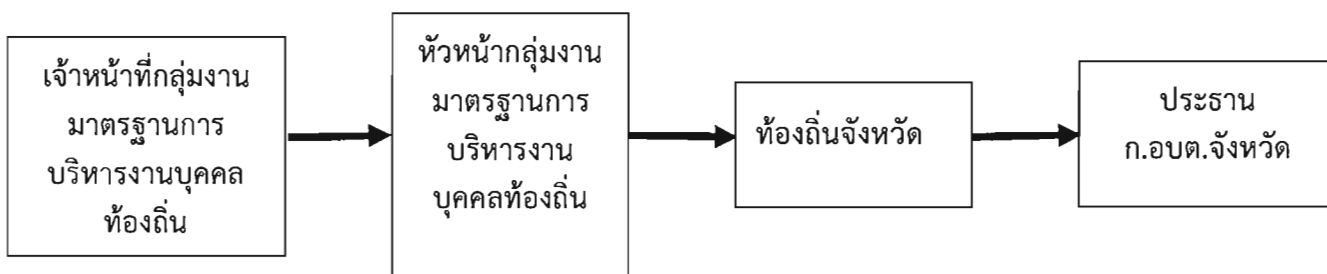 เจ้าหน้าที่กลุ่มงาน
มาตรฐานการ
บริหารงานบุคคล
ท้องถิ่น
หัวหน้ากลุ่มงาน
มาตรฐานการ
บริหารงาน
บุคคลท้องถิ่น
ท้องถิ่นจังหวัด
ประธาน
ก.อบต.จังหวัด